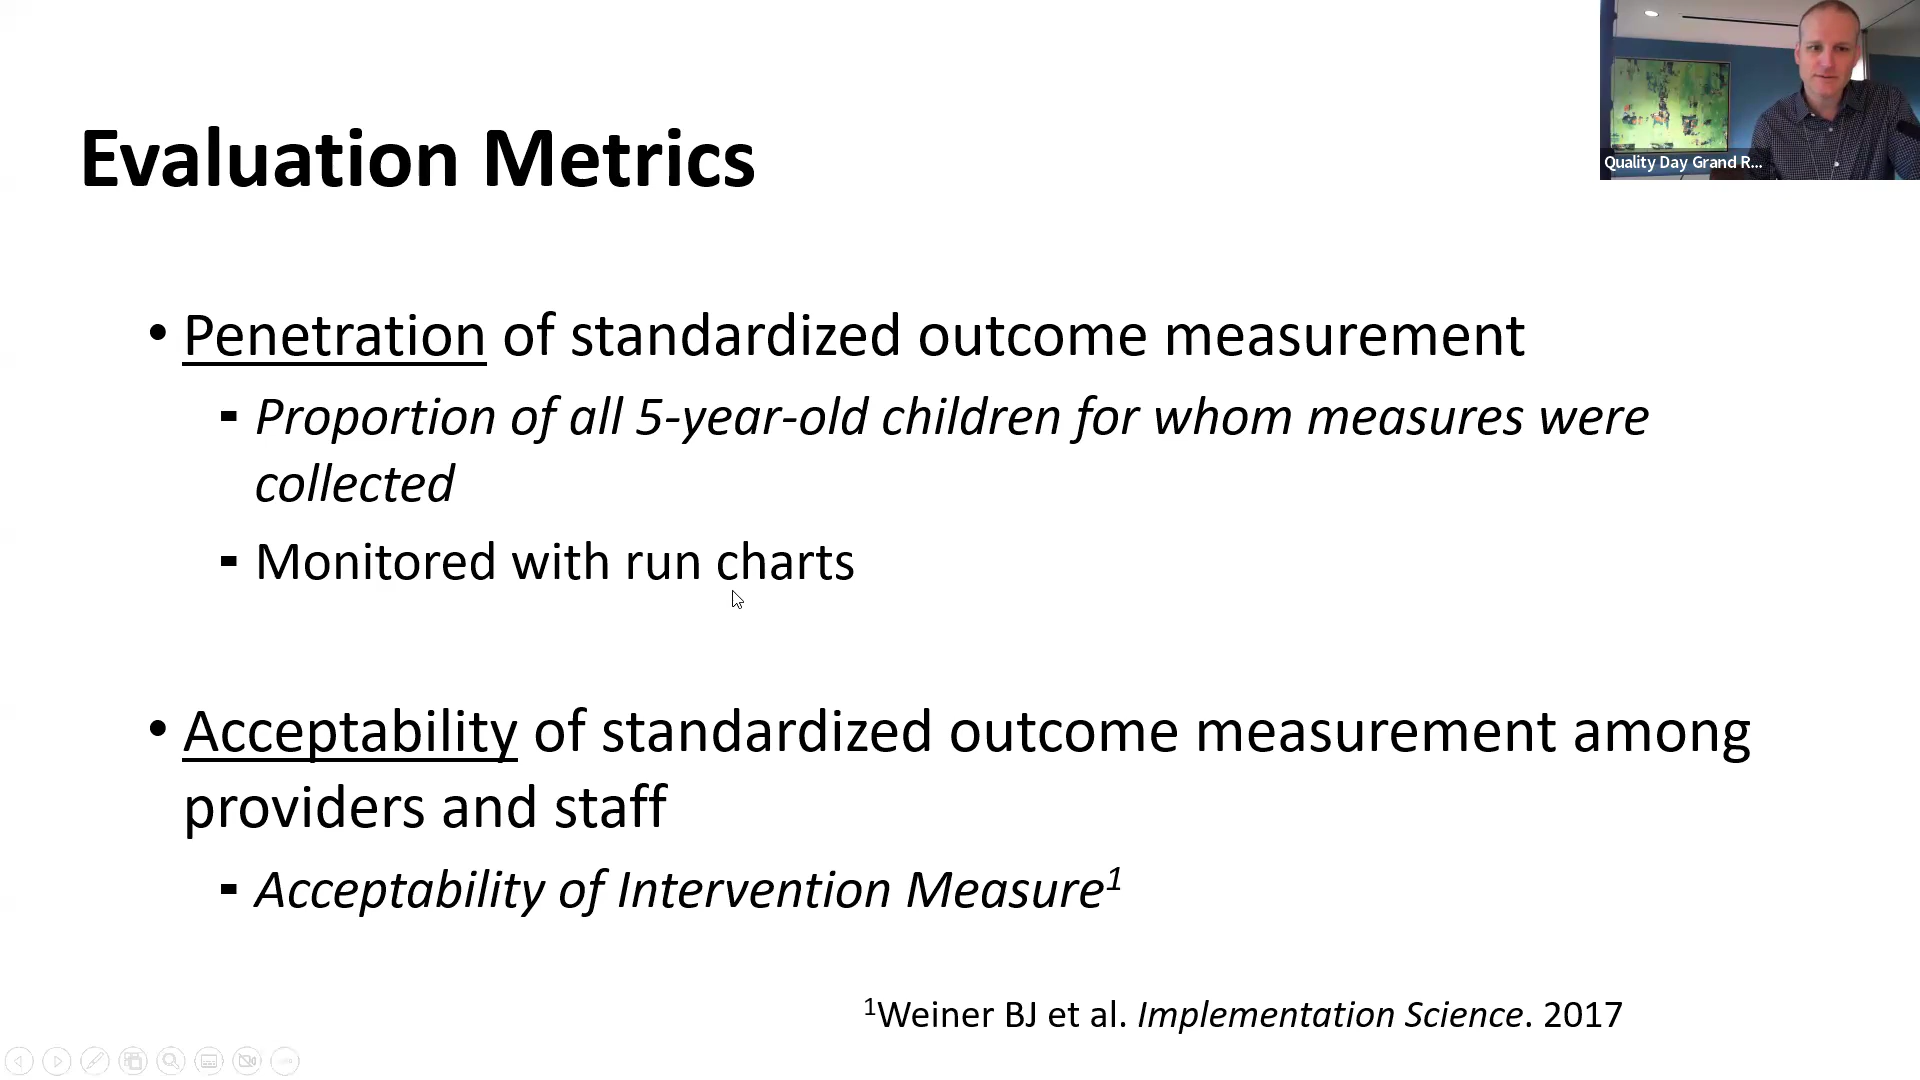 Quality Day Grand R...
Evaluation Metrics
• Penetration of standardized outcome measurement
- Proportion of all 5-year-old children for whom measures were
collected
- Monitored with run charts
• Acceptability of standardized outcome measurement among
providers and staff
- Acceptability of Intervention Measure¹
¹Weiner BJ et al. Implementation Science. 2017